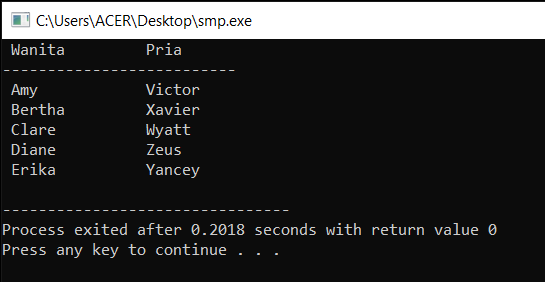 C:\Users\ACER\Desktop\smp.exe
Wanita Pria
--------------------------
Amy Victor
Bertha Xavier
Clare Wyatt
Diane Zeus
Erika Yancey
--------------------------------
Process exited after 0.2018 seconds with return value 0
Press any key to continue . . .